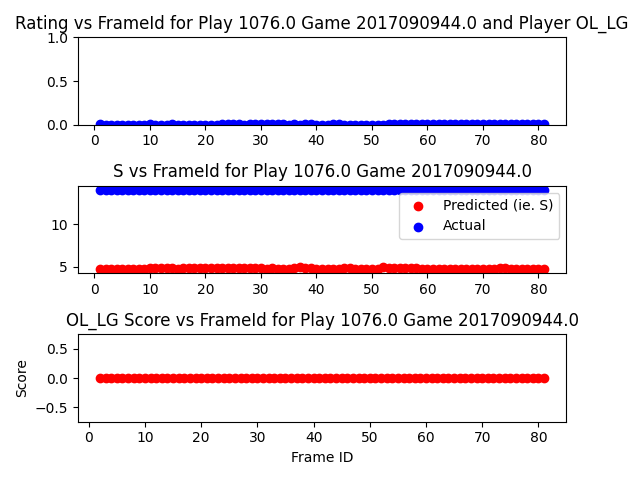 Rating vs FrameId for Play 1076.0 Game 2017090944.0 and Player OL_LG
1.0
0.5
0.0
0 10 20 30 40 50 60 70 80
S vs FrameId for Play 1076.0 Game 2017090944.0
10
5
Predicted (ie. S)
Actual
0 10 20 30 40 50 60 70 80
OL_LG Score vs FrameId for Play 1076.0 Game 2017090944.0
Score
0.5
0.0
−0.5
0 10 20 30 40 50 60 70 80
Frame ID